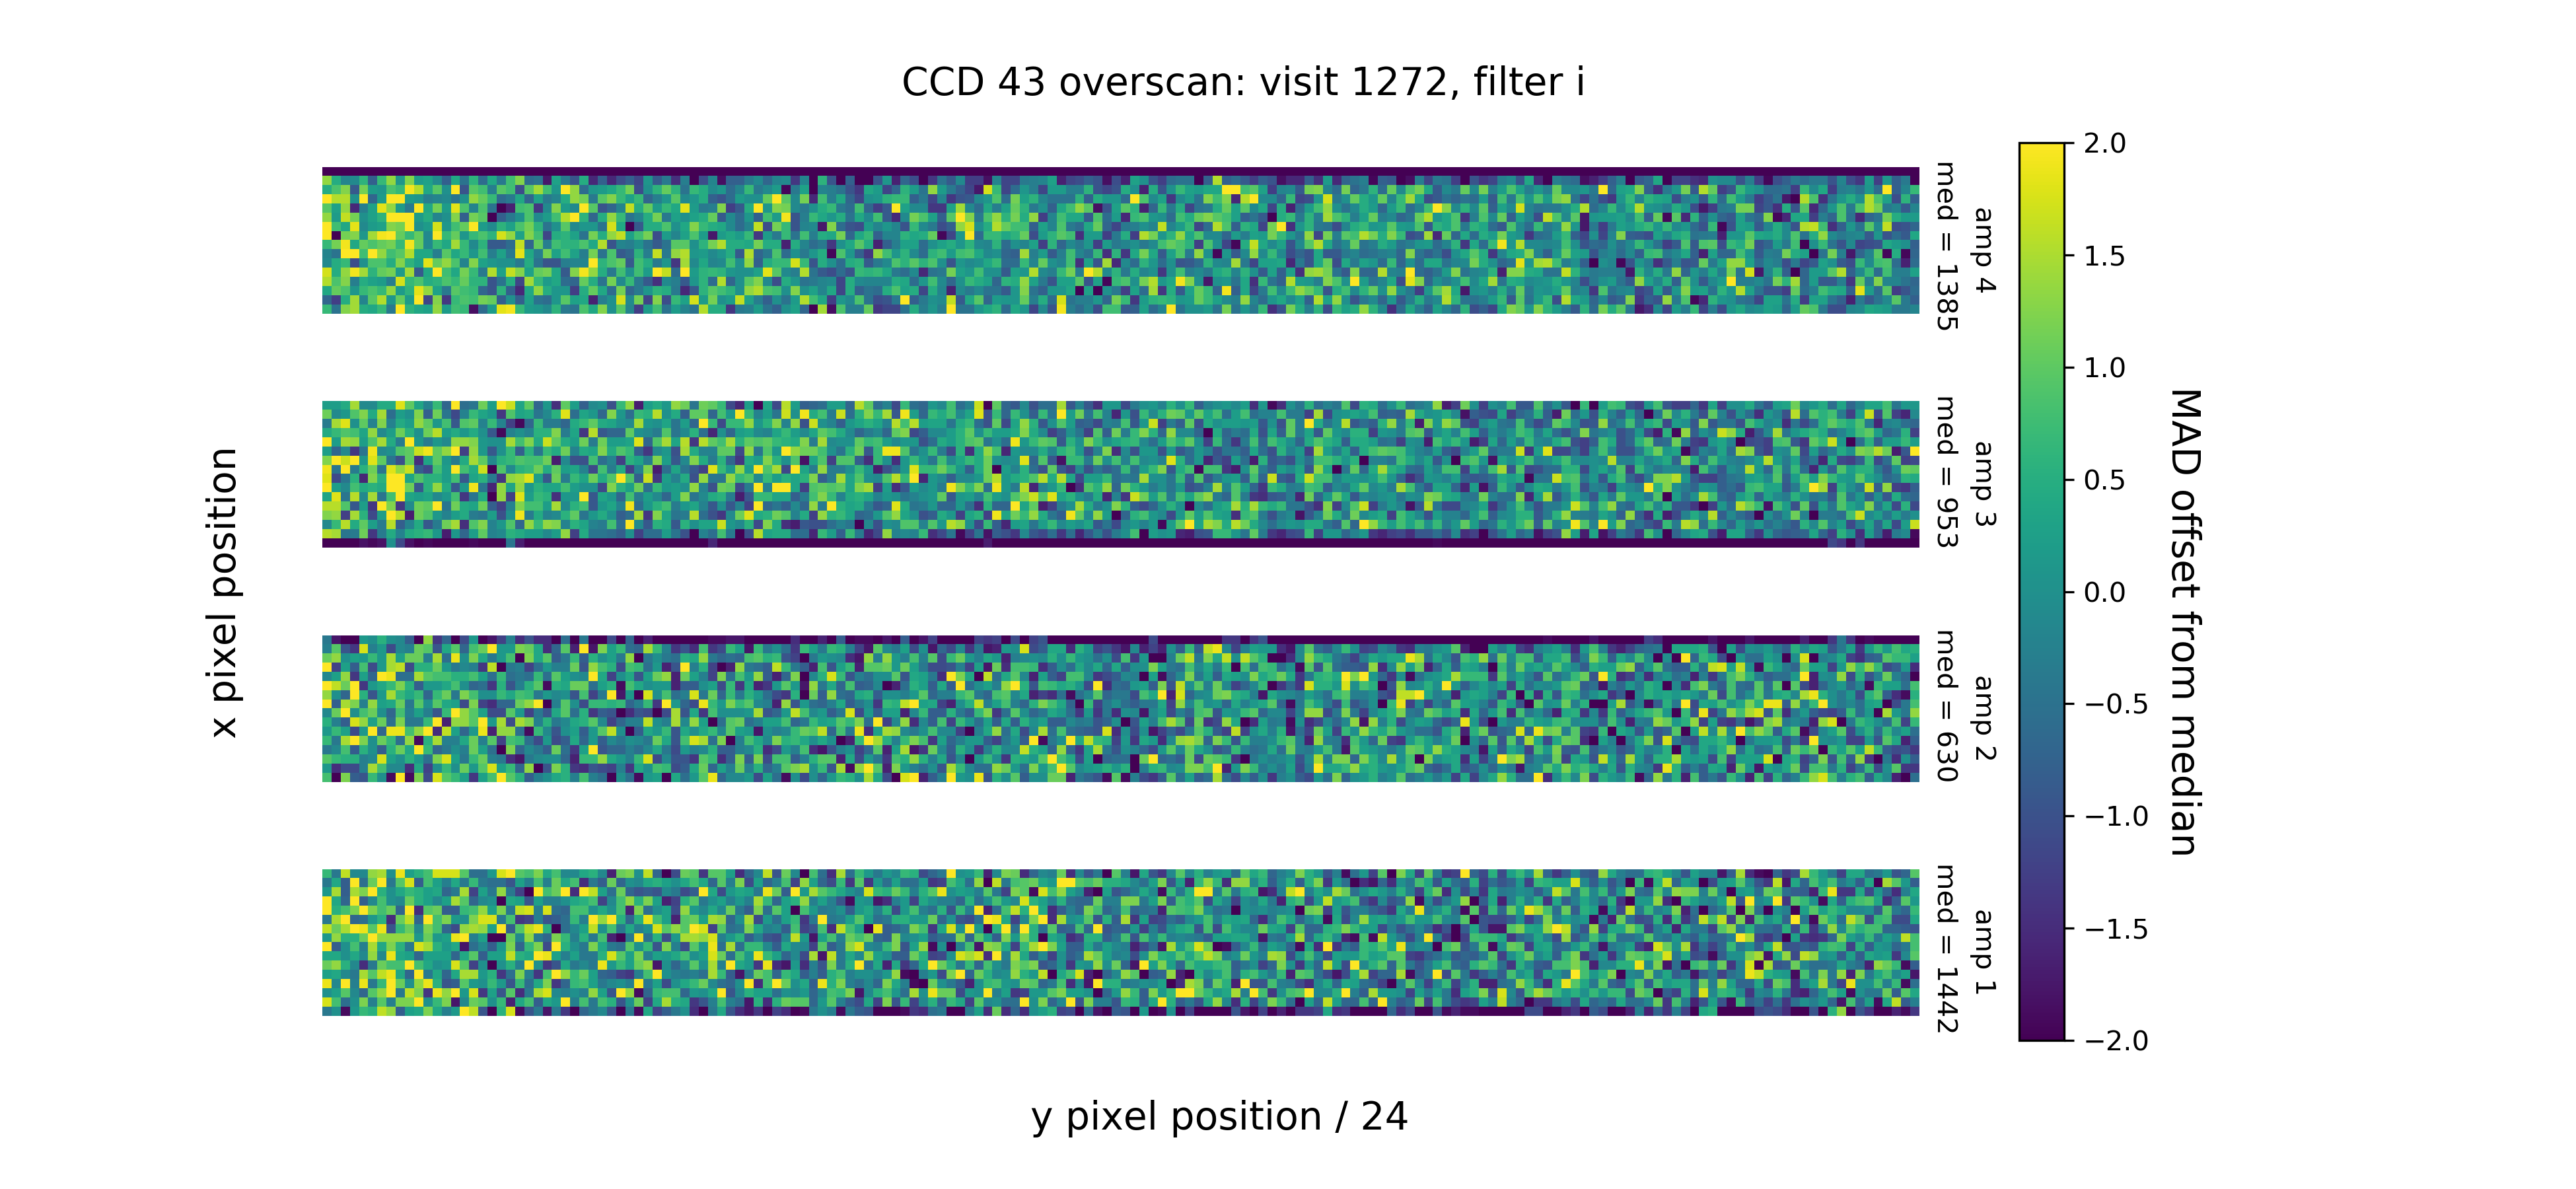 CCD 43 overscan: visit 1272, filter i
x pixel position
amp 4
med = 1385
amp 3
med = 953
amp 2
med = 630
amp 1
med = 1442
2.0
1.5
1.0
0.5
0.0
−0.5
−1.0
−1.5
−2.0
MAD offset from median
y pixel position / 24